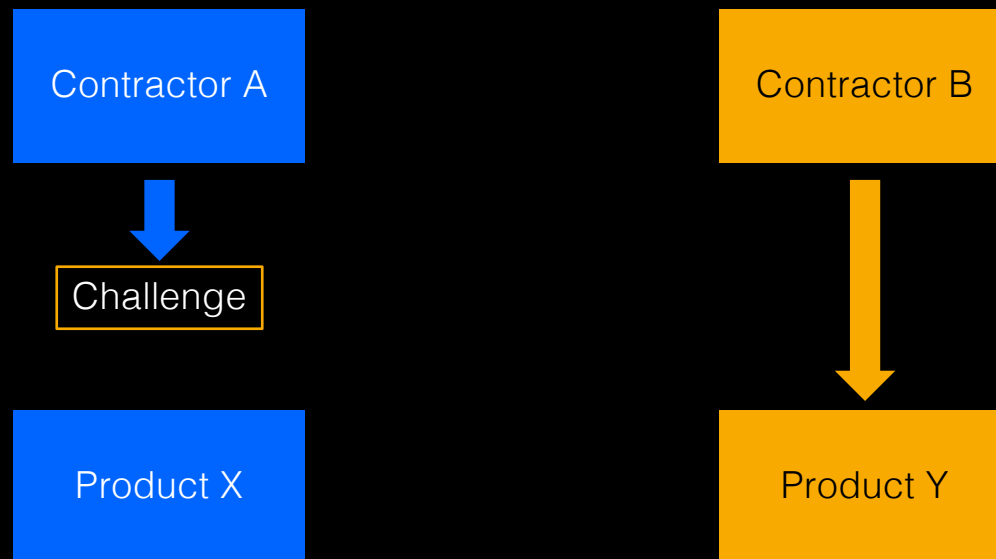 Contractor A
Contractor B
Challenge
Product X
Product Y